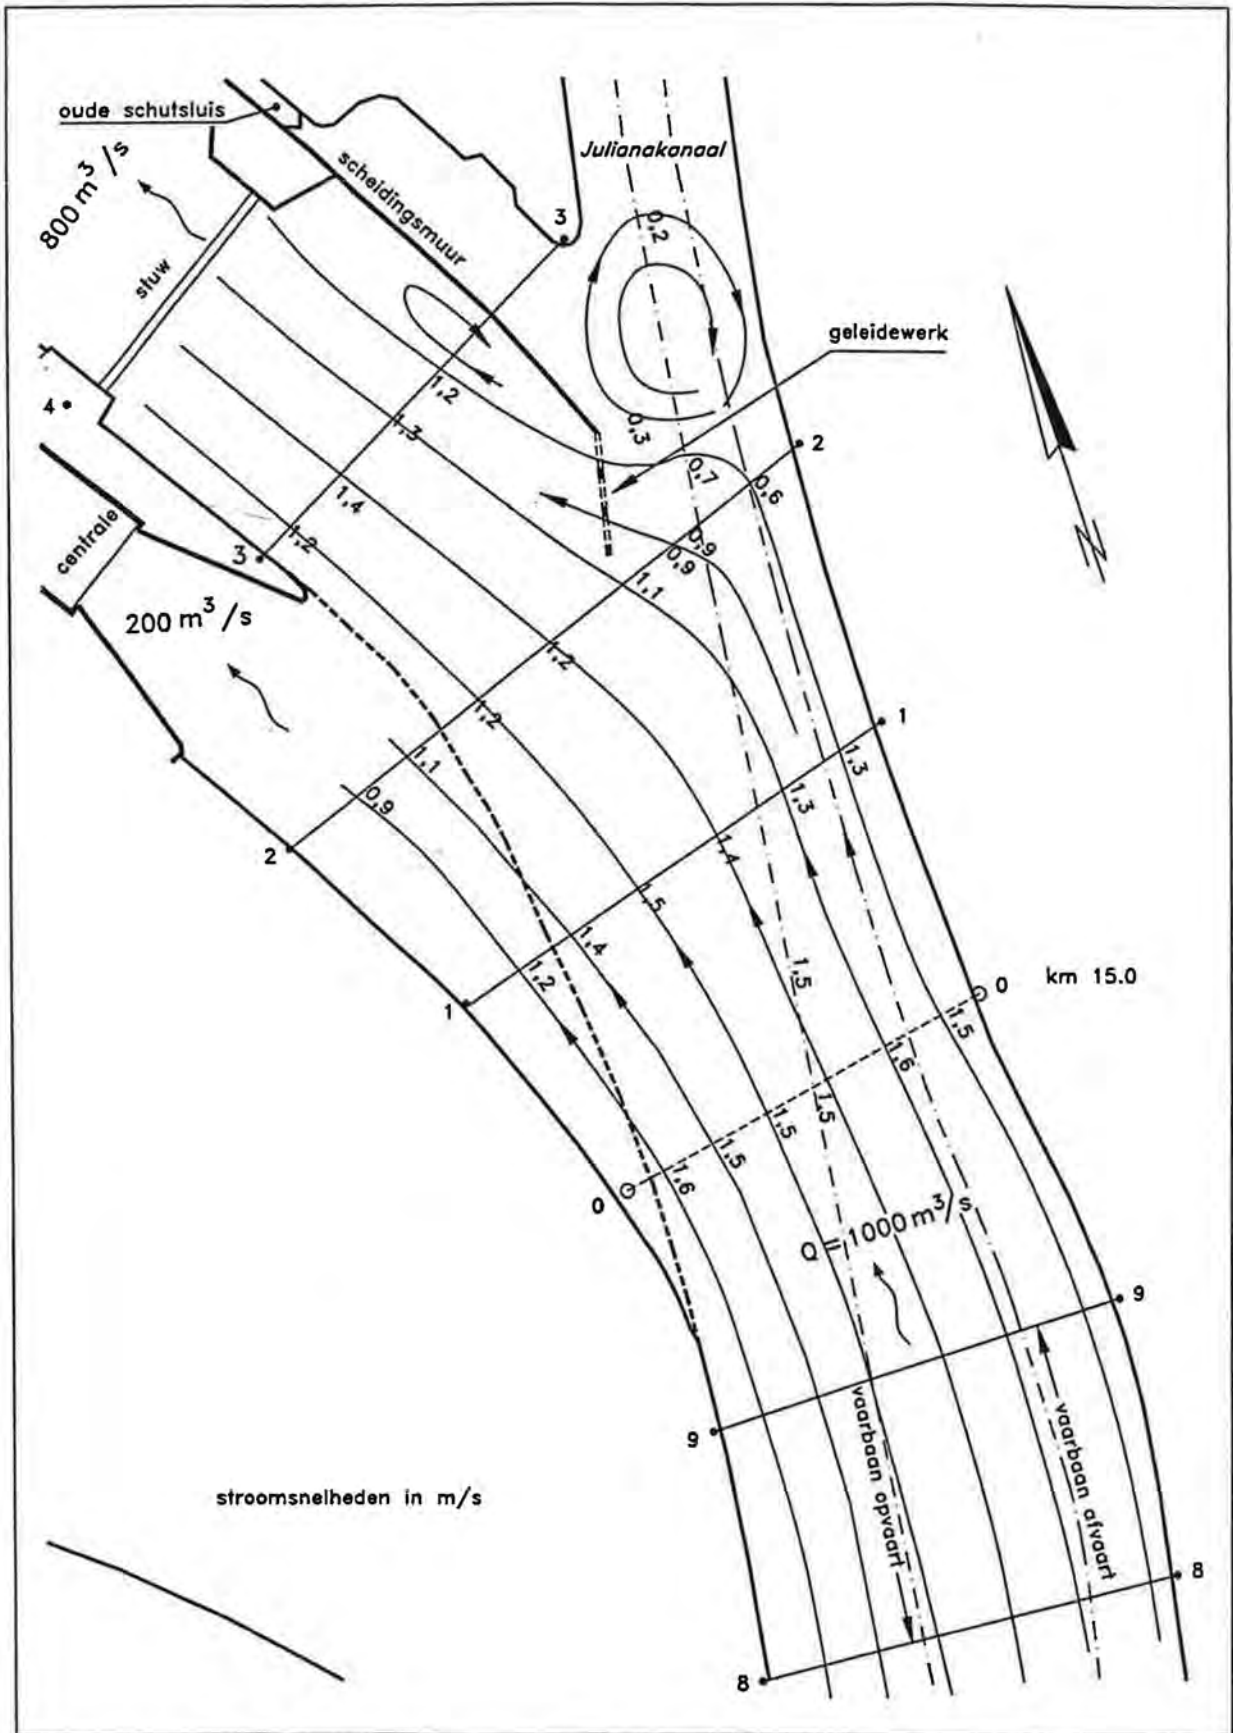 oude schutsluis
800 m³/s
stuw
scheidingsmuur
3
Julianakanaal
0,2
geleidewerk
4
1,2
1,3
0,3
0,7
2
0,6
1,4
centrale
3
1,2
0,9
0,9
1,1
200 m³/s
1,2
1,2
1,1
0,9
1
1,3
1,3
2
1,4
1,5
1,4
1,2
1
1,5
0
km 15.0
1,5
1,6
1,5
1,5
1,5
1,6
0
Q = 1000 m³/s
9
9
vaarbaan opvaart
vaarbaan afvaart
stroomsnelheden in m/s
8
8
N